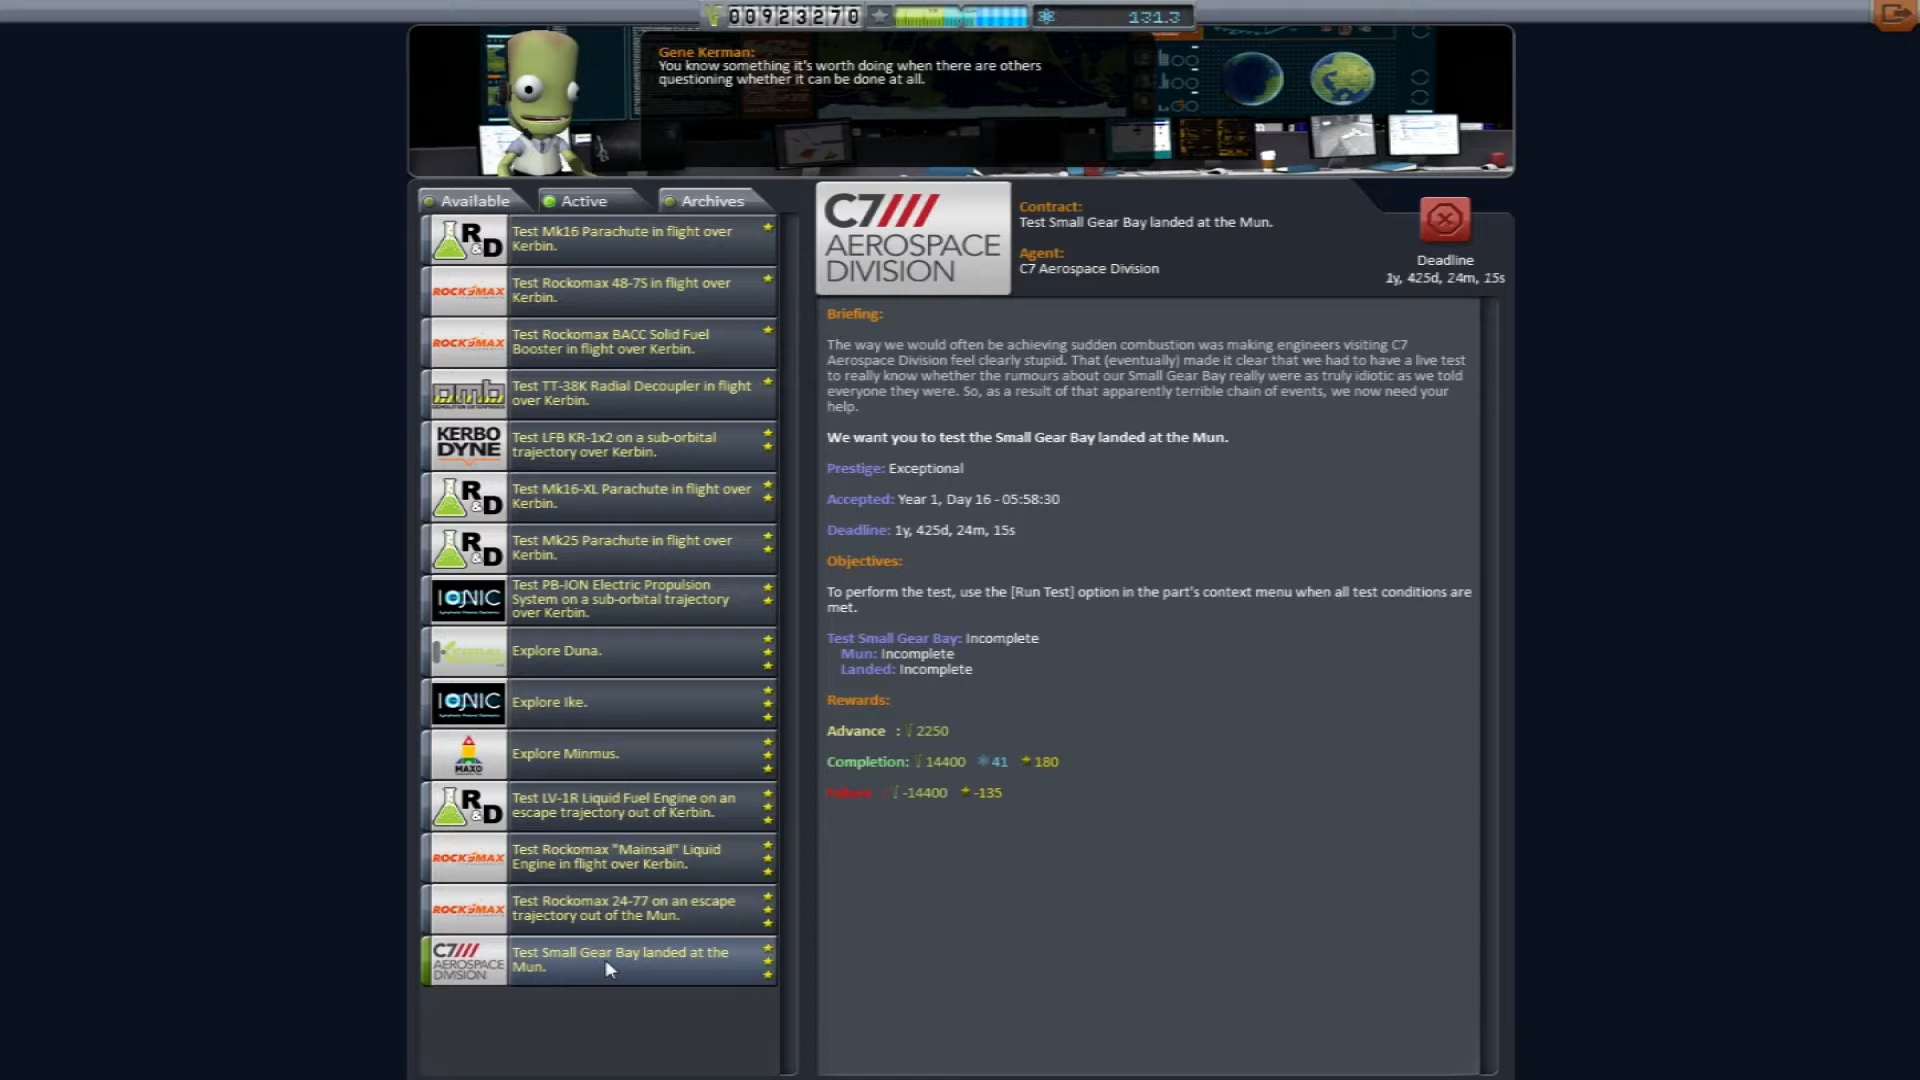 00923270
131.3
Gene Kerman:
You know something it's worth doing when there are others
questioning whether it can be done at all.
Available
Active
Archives
R&D
Test Mk16 Parachute in flight over
Kerbin.
ROCKOMAX
Test Rockomax 48-7S in flight over
Kerbin.
ROCKOMAX
Test Rockomax BACC Solid Fuel
Booster in flight over Kerbin.
Test TT-38K Radial Decoupler in flight
over Kerbin.
KERBO
DYNE
Test LFB KR-1x2 on a sub-orbital
trajectory over Kerbin.
R&D
Test Mk16-XL Parachute in flight over
Kerbin.
R&D
Test Mk25 Parachute in flight over
Kerbin.
IONIC
Test PB-ION Electric Propulsion
System on a sub-orbital trajectory
over Kerbin.
Explore Duna.
IONIC
Explore Ike.
MAXO
Explore Minmus.
R&D
Test LV-1R Liquid Fuel Engine on an
escape trajectory out of Kerbin.
ROCKOMAX
Test Rockomax "Mainsail" Liquid
Engine in flight over Kerbin.
ROCKOMAX
Test Rockomax 24-77 on an escape
trajectory out of the Mun.
C7///
AEROSPACE
DIVISION
Test Small Gear Bay landed at the
Mun.
C7///
AEROSPACE
DIVISION
Contract:
Test Small Gear Bay landed at the Mun.
Agent:
C7 Aerospace Division
Deadline
1y, 425d, 24m, 15s
Briefing:
The way we would often be achieving sudden combustion was making engineers visiting C7
Aerospace Division feel clearly stupid. That (eventually) made it clear that we had to have a live test
to really know whether the rumours about our Small Gear Bay really were as truly idiotic as we told
everyone they were. So, as a result of that apparently terrible chain of events, we now need your
help.
We want you to test the Small Gear Bay landed at the Mun.
Prestige: Exceptional
Accepted: Year 1, Day 16 - 05:58:30
Deadline: 1y, 425d, 24m, 15s
Objectives:
To perform the test, use the [Run Test] option in the part's context menu when all test conditions are
met.
Test Small Gear Bay: Incomplete
Mun: Incomplete
Landed: Incomplete
Rewards:
Advance : 2250
Completion: 14400 41 180
Failure : -14400 -135